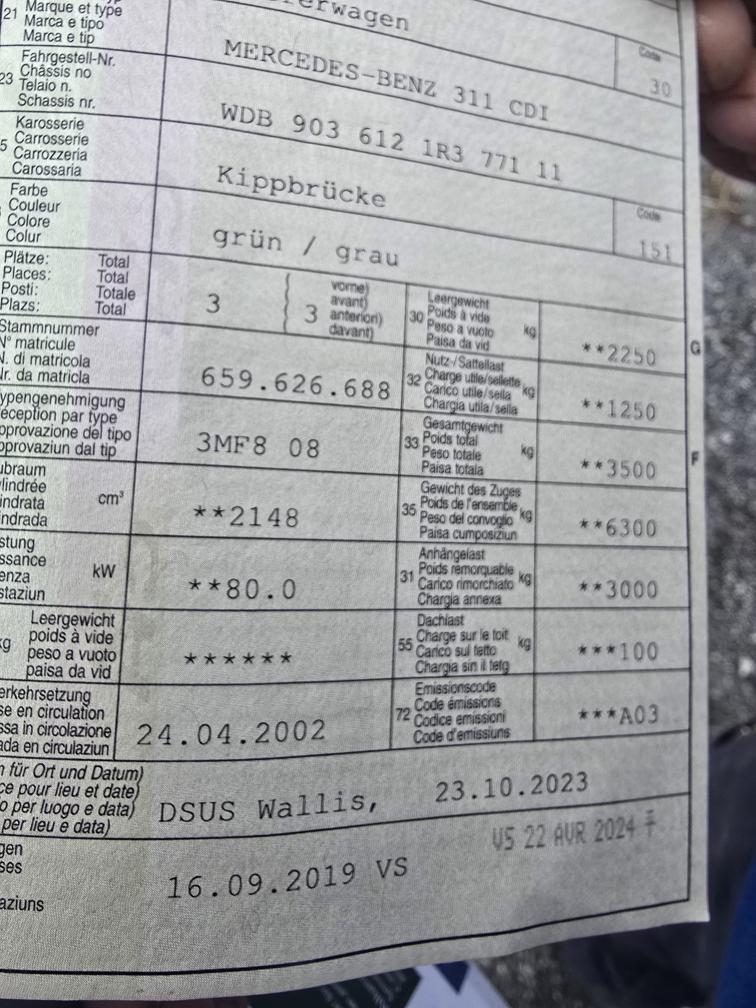 21 Marque et type
Marca e tipo
Marca e tip
Code
30
MERCEDES-BENZ 311 CDI
23 Fahrgestell-Nr.
Châssis no
Telaio n.
Schassis nr.
WDB 903 612 1R3 771 11
5 Karosserie
Carrosserie
Carrozzeria
Carossaria
Kippbrücke
Code
151
Farbe
Couleur
Colore
Colur
grün / grau
Plätze: Total
Places: Total
Posti: Totale
Plazs: Total
3
3
vorne)
avant)
anterion)
davant)
30 Leergewicht
Poids à vide
Peso a vuoto
Paisa da vid
kg
**2250
G
Stammnummer
N° matricule
N. di matricola
Nr. da matricla
659.626.688
32 Nutz-/Sattellast
Charge utile/sellette
Carico utile/sella
Chargia utila/sella
kg
**1250
ypengenehmigung
éception par type
pprovazione del tipo
pprovaziun dal tip
3MF8 08
33 Gesamtgewicht
Poids total
Peso totale
Paisa totala
kg
**3500
F
ubraum
lindrée
indrata
indrada
cm³
**2148
35 Gewicht des Zuges
Poids de l'ensemble
Peso del convoglio
Paisa cumposiziun
kg
**6300
stung
ssance
enza
staziun
kW
**80.0
31 Anhängelast
Poids remorquable
Carico rimorchiato
Chargia annexa
kg
**3000
kg
Leergewicht
poids à vide
peso a vuoto
paisa da vid
******
55 Dachlast
Charge sur le toit
Carico sul tetto
Chargia sin il tetg
kg
***100
erkehrsetzung
se en circulation
ssa in circolazione
ada en circulaziun
24.04.2002
72 Emissionscode
Code émissions
Codice emissioni
Code d'emissiuns
***A03
n für Ort und Datum)
ce pour lieu et date)
o per luogo e data)
per lieu e data)
DSUS Wallis, 23.10.2023
VS 22 AVR 2024
gen
ses
aziuns
16.09.2019 VS